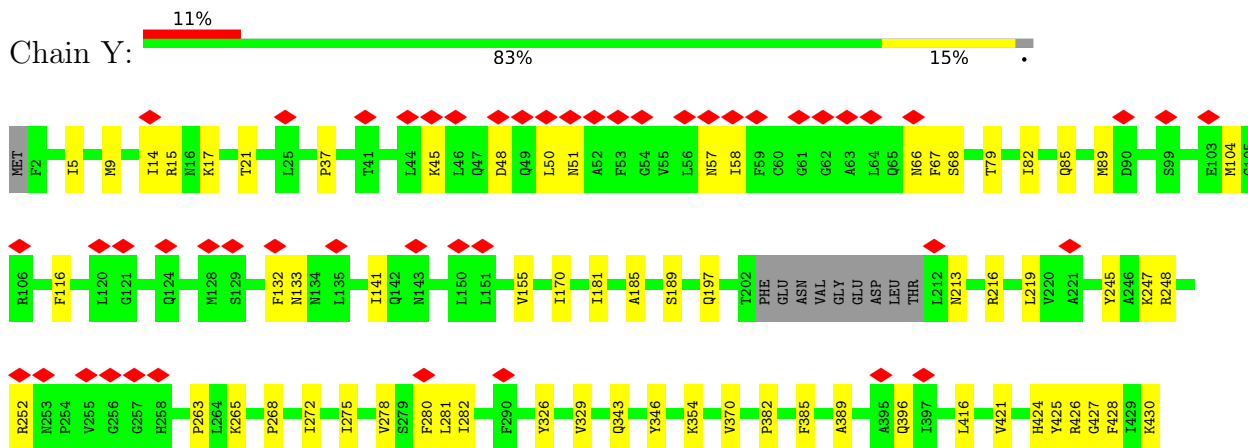 11%
Chain Y:
83% 15% •
MET F2 I5 M9 I14 R15 N16 K17 T21 L25 P37 T41 L44 K45 L46 Q47 D48 Q49 L50 N51 A52 F53 G54 V55 L56 N57 I58 F59 C60 G61 G62 A63 L64 Q65 N66 F67 S68 T79 I82 Q85 M89 D90 S99 E103 M104 G105
R106 F116 L120 G121 Q124 M128 S129 F132 N133 N134 L135 I141 Q142 N143 L150 L151 V155 I170 I181 A185 S189 Q197 T202 PHE GLU ASN VAL GLY GLU ASP LEU THR L212 N213 R216 L219 V220 A221 Y245 A246 K247 R248
R252 N253 P254 V255 G256 G257 H258 P263 L264 K265 P268 I272 I275 V278 S279 F280 L281 I282 F290 Y326 V329 Q343 Y346 K354 V370 P382 F385 A389 A395 Q396 I397 L416 V421 H424 Y425 R426 G427 F428 I429 K430